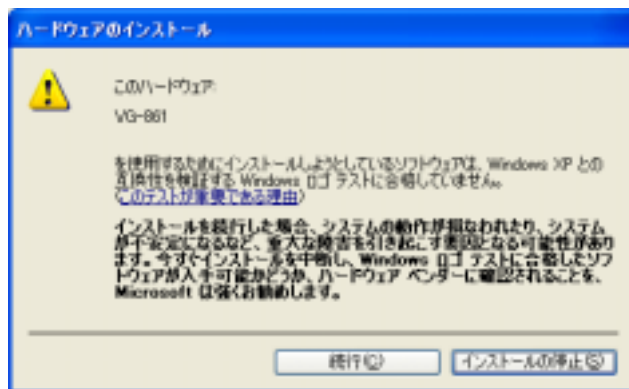 ハードウェアのインストール
このハードウェア:
VG-861
を使用するためにインストールしようとしているソフトウェアは、Windows XP との
互換性を検証する Windows ロゴ テストに合格していません。
(このテストが重要である理由)
インストールを続行した場合、システムの動作が損なわれたり、システム
が不安定になるなど、重大な障害を引き起こす要因となる可能性があり
ます。今すぐインストールを中断し、Windows ロゴ テストに合格したソフ
トウェアが入手可能かどうか、ハードウェア ベンダーに確認されることを、
Microsoft は強くお勧めします。
続行(C)
インストールの停止(S)